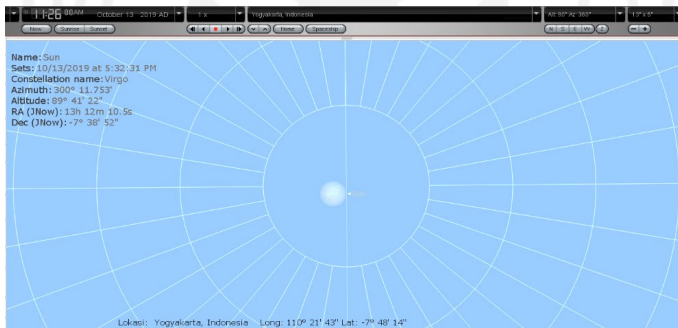 11:26 00AM October 13 2019 AD 1 x Yogyakarta, Indonesia Alt: 90° Az: 360° 13° x 6°
Now Sunrise Sunset Home Spaceship N S E W Z
Name: Sun
Sets: 10/13/2019 at 5:32:31 PM
Constellation name: Virgo
Azimuth: 300° 11.753'
Altitude: 89° 41' 22"
RA (JNow): 13h 12m 10.5s
Dec (JNow): -7° 38' 52"
Lokasi: Yogyakarta, Indonesia Long: 110° 21' 43" Lat: -7° 48' 14"